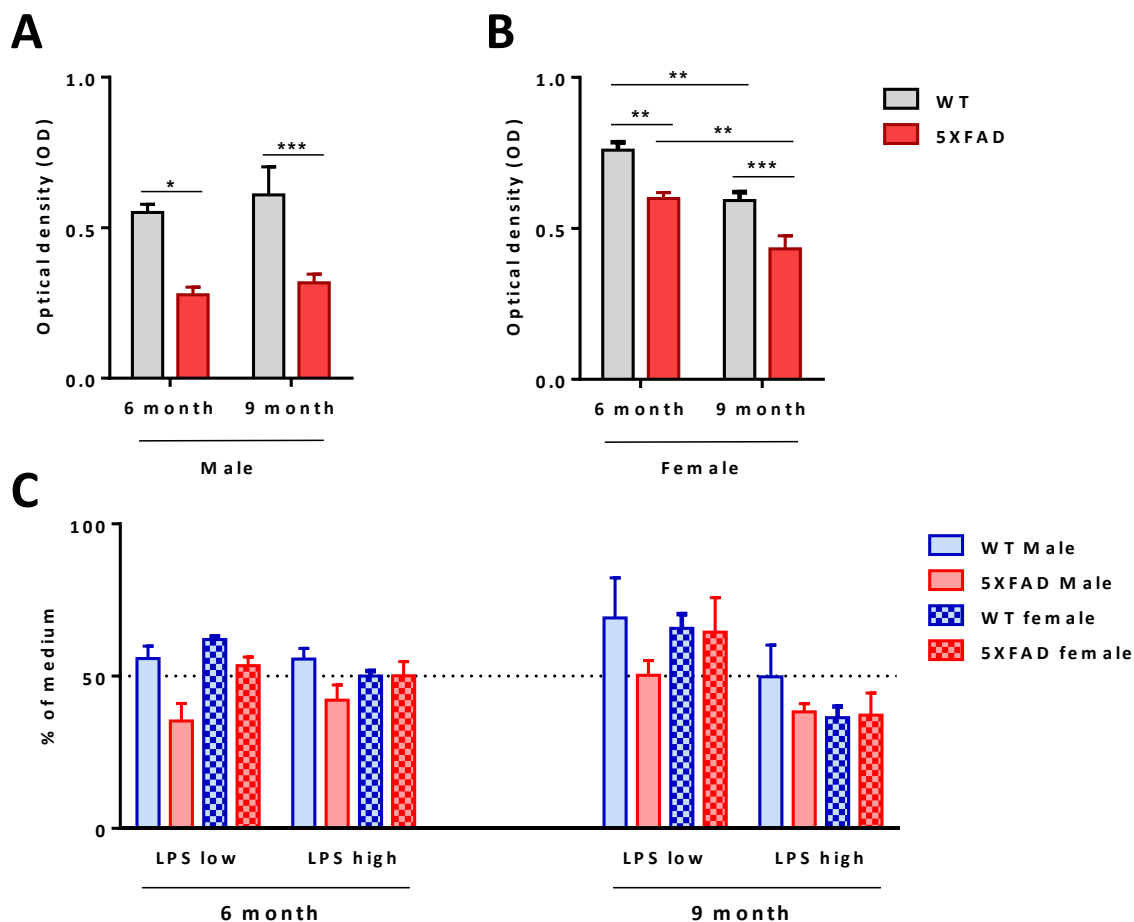 A
1.0
0.5
0.0
Optical density (OD)
*
***
6 month
9 month
Male
B
1.0
0.5
0.0
Optical density (OD)
**
**
**
***
6 month
9 month
Female
WT
5XFAD
C
100
50
0
% of medium
LPS low
LPS high
LPS low
LPS high
6 month
9 month
WT Male
5XFAD Male
WT female
5XFAD female